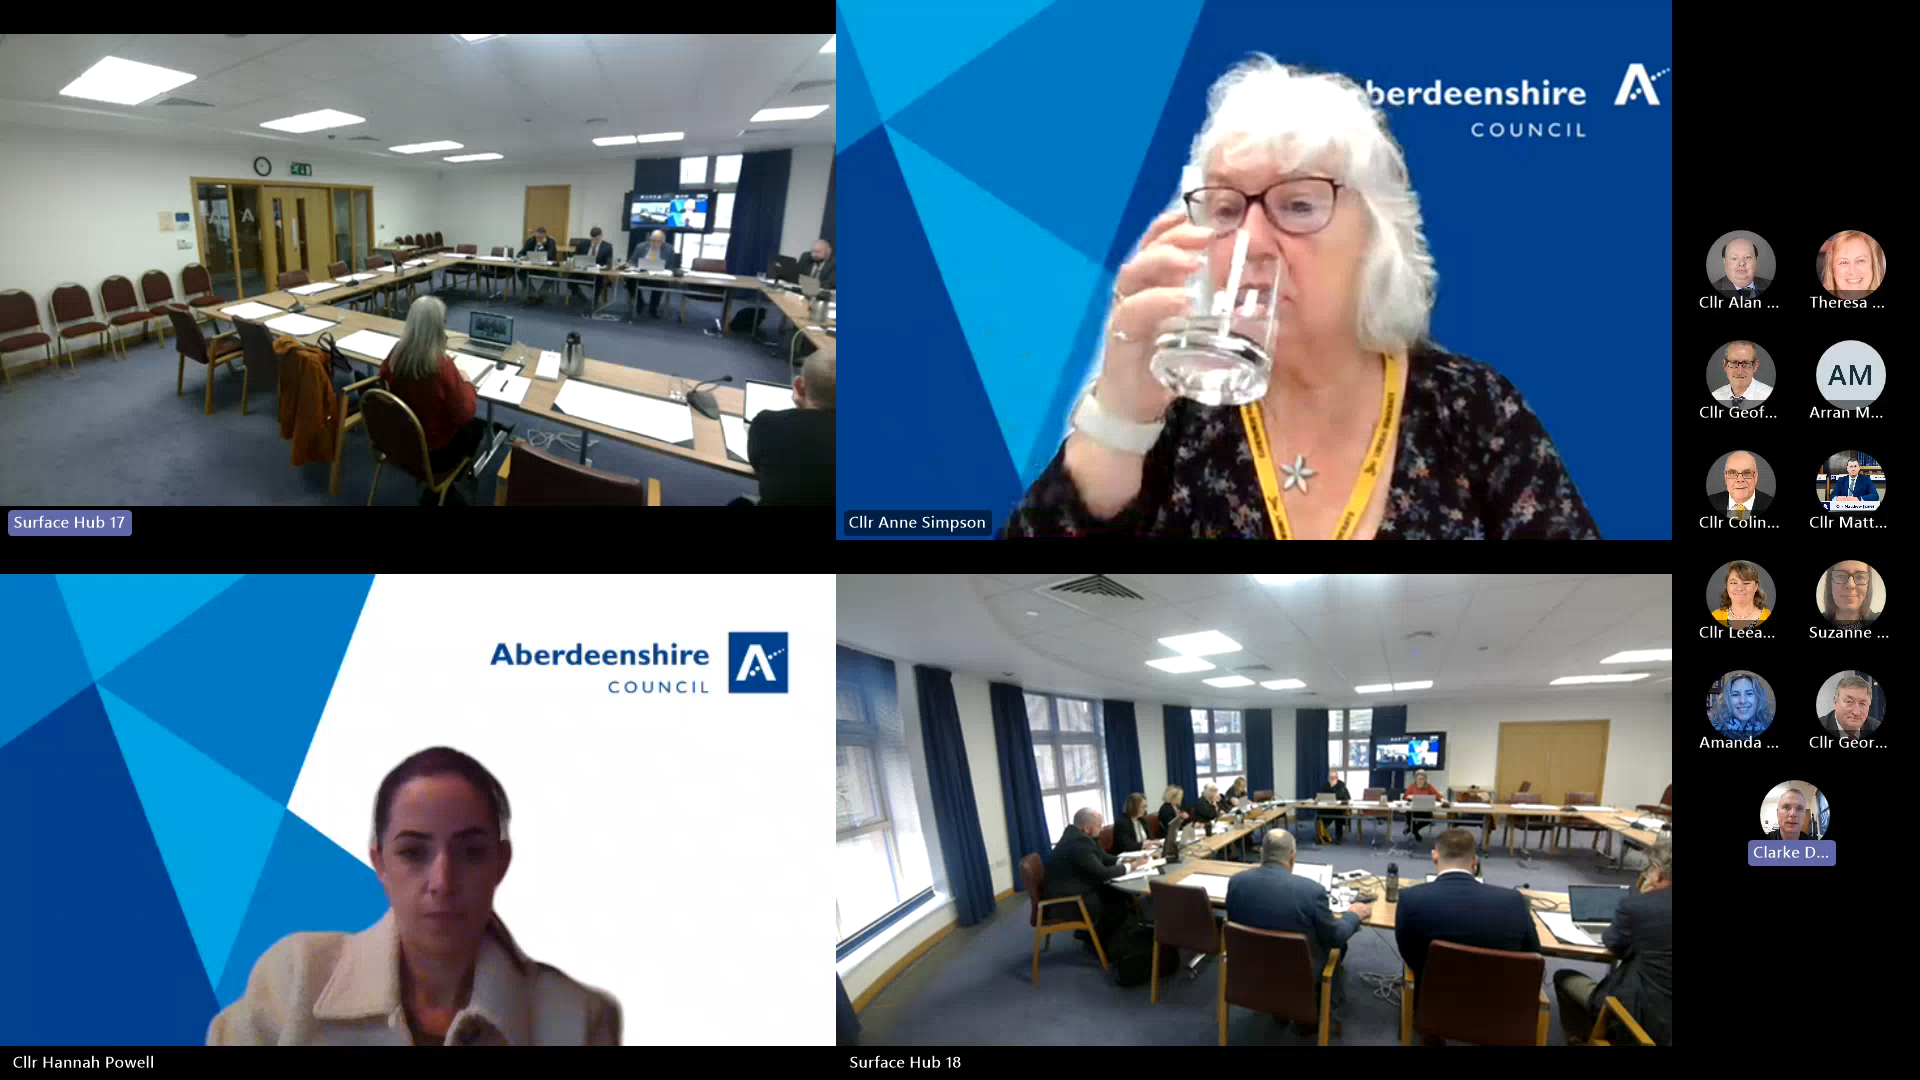 berdeenshire
COUNCIL
Surface Hub 17
Cllr Anne Simpson
Aberdeenshire
COUNCIL
Cllr Hannah Powell
Surface Hub 18
Cllr Alan ...
Theresa ...
Cllr Geof...
AM
Arran M...
Cllr Colin...
Cllr Matt...
Cllr Leea...
Suzanne ...
Amanda ...
Cllr Geor...
Clarke D...